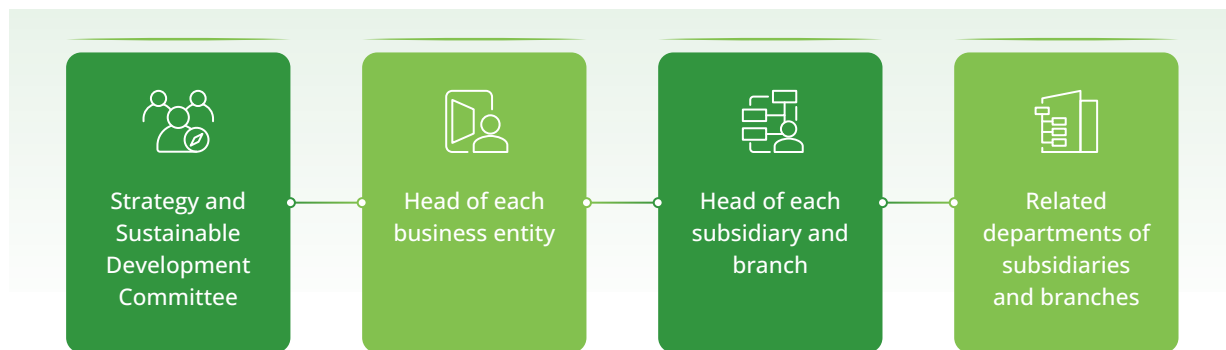 Strategy and
Sustainable
Development
Committee
Head of each
business entity
Head of each
subsidiary and
branch
Related
departments of
subsidiaries
and branches